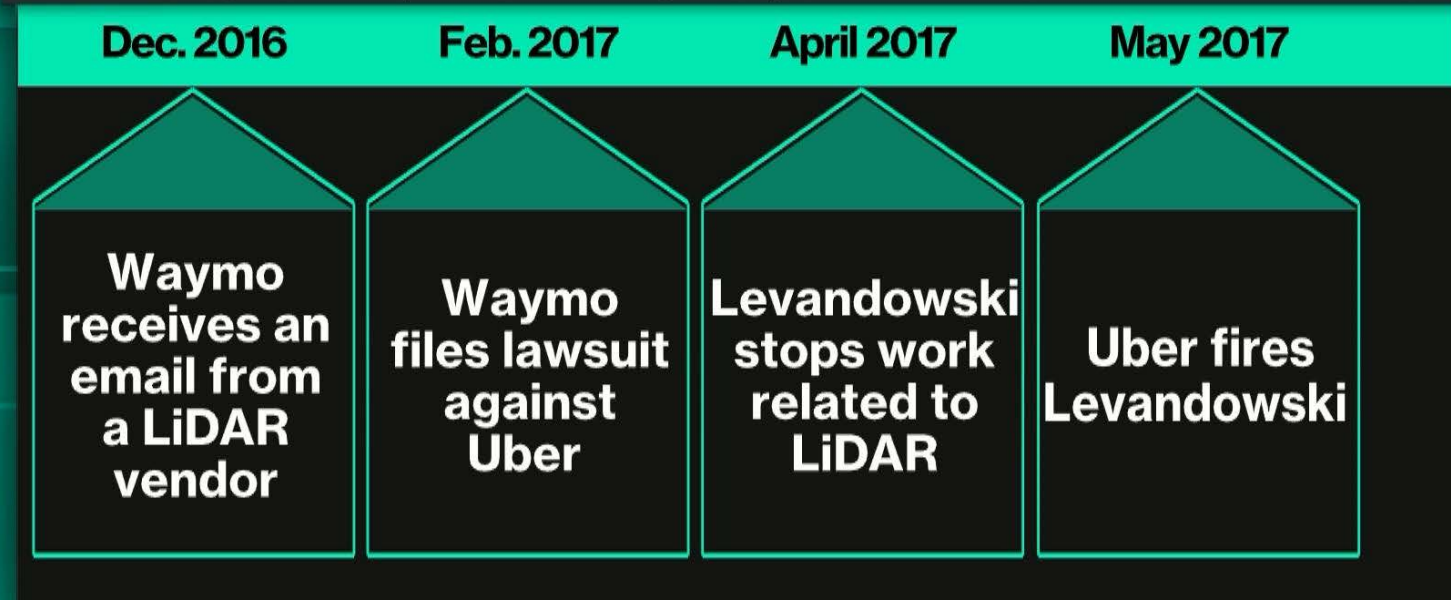 Dec. 2016
Feb. 2017
April 2017
May 2017
Waymo
receives an
email from
a LiDAR
vendor
Waymo
files lawsuit
against
Uber
Levandowski
stops work
related to
LiDAR
Uber fires
Levandowski